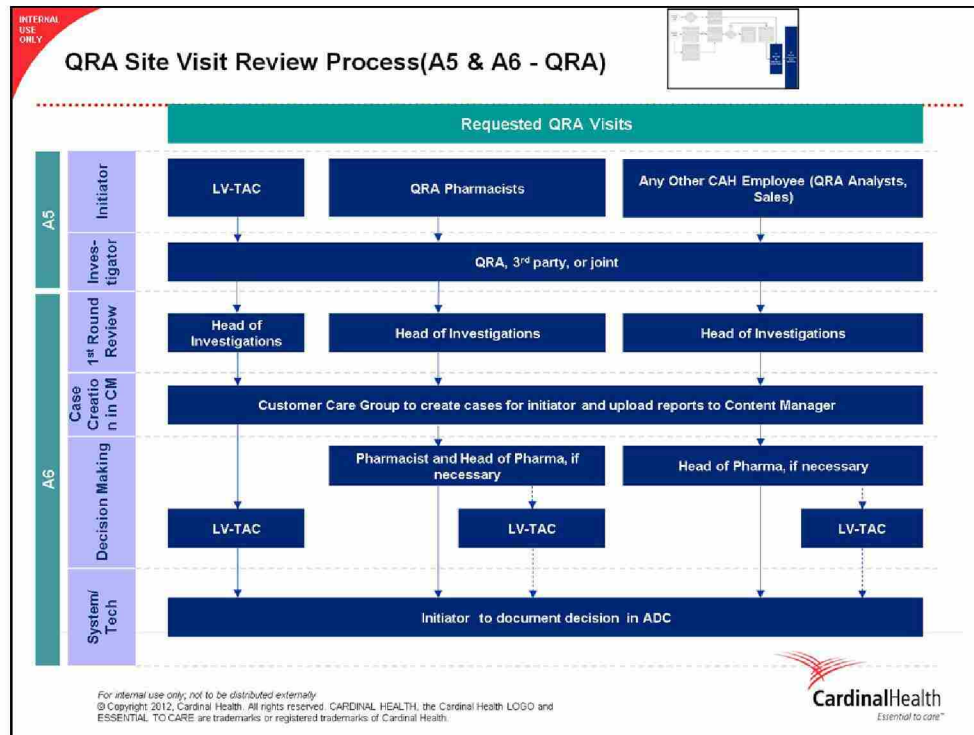 INTERNAL
USE
ONLY
QRA Site Visit Review Process(A5 & A6 - QRA)
Requested QRA Visits
A5
Initiator
LV-TAC
QRA Pharmacists
Any Other CAH Employee (QRA Analysts,
Sales)
Inves-
tigator
QRA, 3rd party, or joint
A6
1st Round
Review
Head of
Investigations
Head of Investigations
Head of Investigations
Case
Creatio
n in CM
Customer Care Group to create cases for initiator and upload reports to Content Manager
Decision Making
Pharmacist and Head of Pharma, if
necessary
Head of Pharma, if necessary
LV-TAC
LV-TAC
LV-TAC
System/
Tech
Initiator to document decision in ADC
For internal use only; not to be distributed externally
© Copyright 2012, Cardinal Health. All rights reserved. CARDINAL HEALTH, the Cardinal Health LOGO and
ESSENTIAL TO CARE are trademarks or registered trademarks of Cardinal Health.
CardinalHealth
Essential to care™